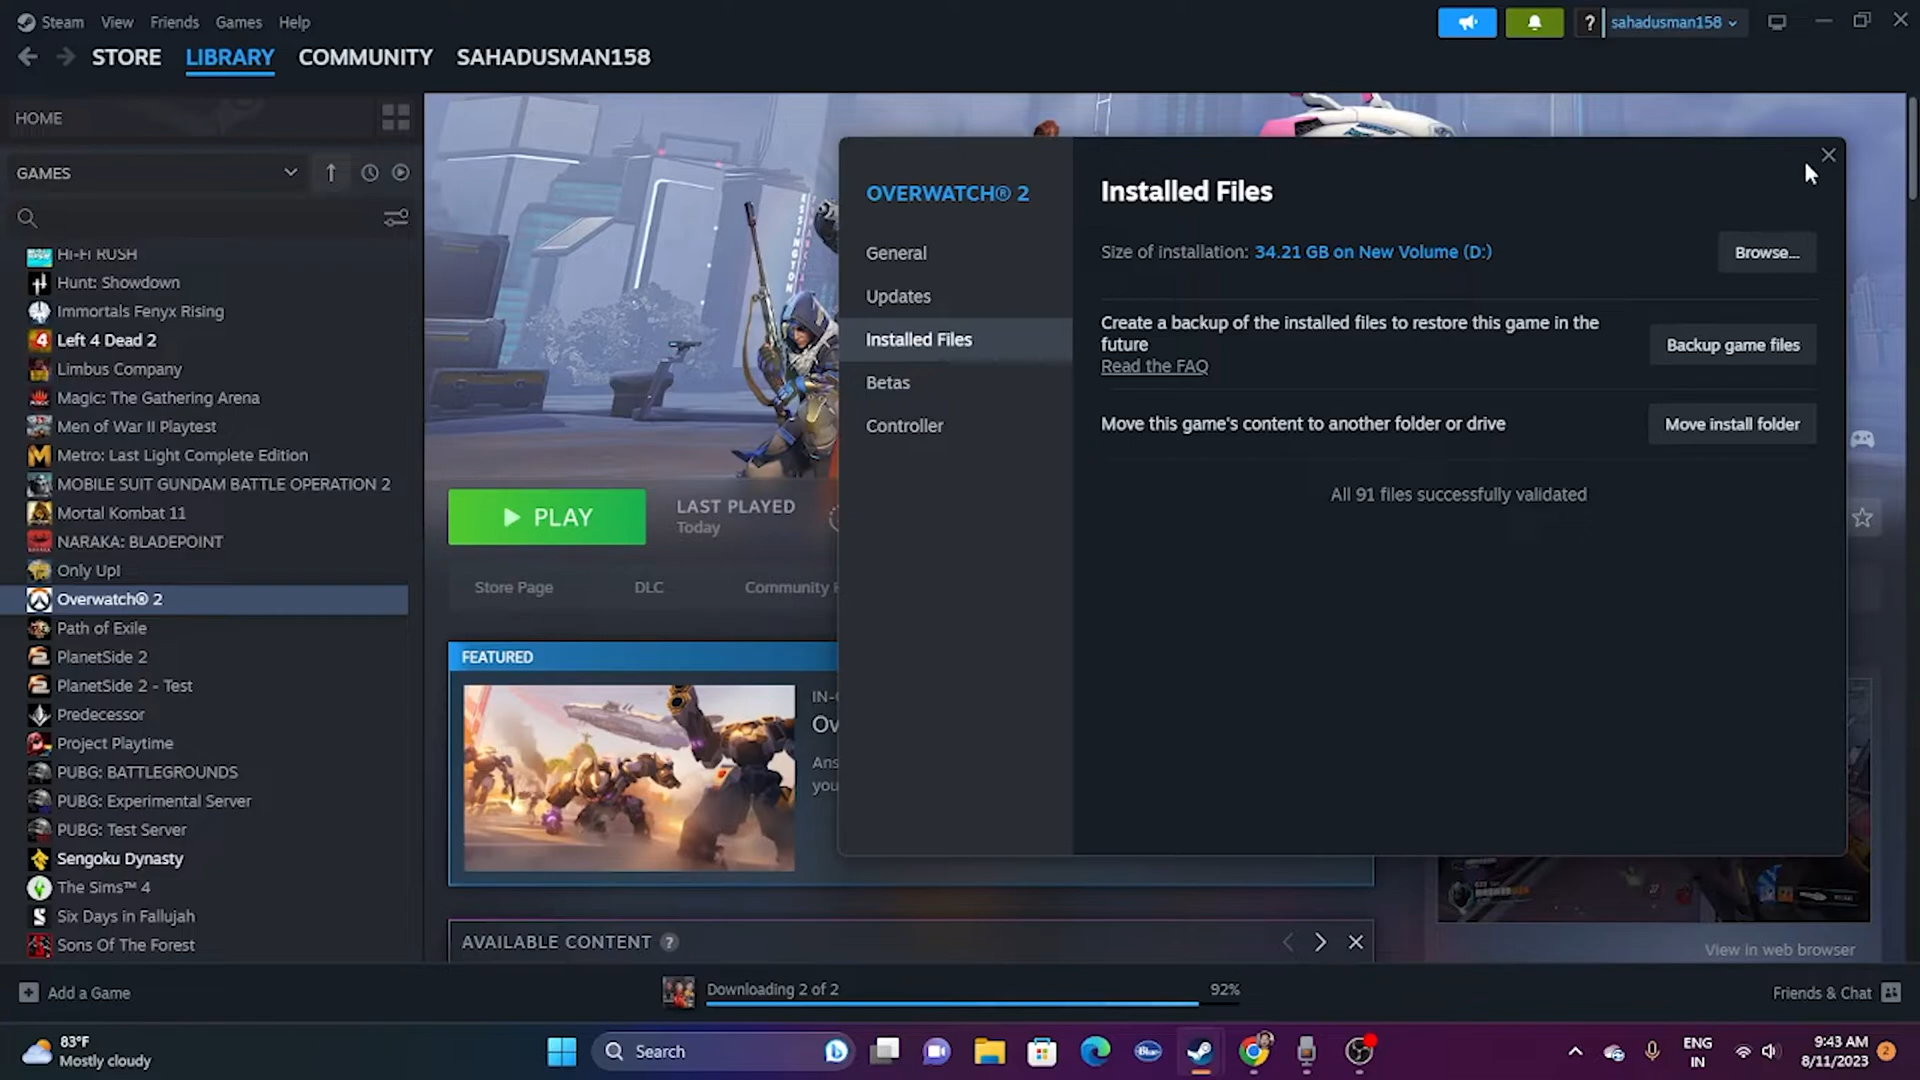 Steam View Friends Games Help
sahadusman158
STORE LIBRARY COMMUNITY SAHADUSMAN158
HOME
GAMES
HI-FI RUSH
Hunt: Showdown
Immortals Fenyx Rising
Left 4 Dead 2
Limbus Company
Magic: The Gathering Arena
Men of War II Playtest
Metro: Last Light Complete Edition
MOBILE SUIT GUNDAM BATTLE OPERATION 2
Mortal Kombat 11
NARAKA: BLADEPOINT
Only Up!
Overwatch® 2
Path of Exile
PlanetSide 2
PlanetSide 2 - Test
Predecessor
Project Playtime
PUBG: BATTLEGROUNDS
PUBG: Experimental Server
PUBG: Test Server
Sengoku Dynasty
The Sims™ 4
Six Days in Fallujah
Sons Of The Forest
PLAY
LAST PLAYED
Today
Store Page DLC Community
FEATURED
OVERWATCH® 2
General
Updates
Installed Files
Betas
Controller
Installed Files
Size of installation: 34.21 GB on New Volume (D:)
Browse...
Create a backup of the installed files to restore this game in the
future
Read the FAQ
Backup game files
Move this game's content to another folder or drive
Move install folder
All 91 files successfully validated
AVAILABLE CONTENT ?
View in web browser
Add a Game
Downloading 2 of 2
92%
Friends & Chat
83°F
Mostly cloudy
Search
ENG
IN
9:43 AM
8/11/2023
2